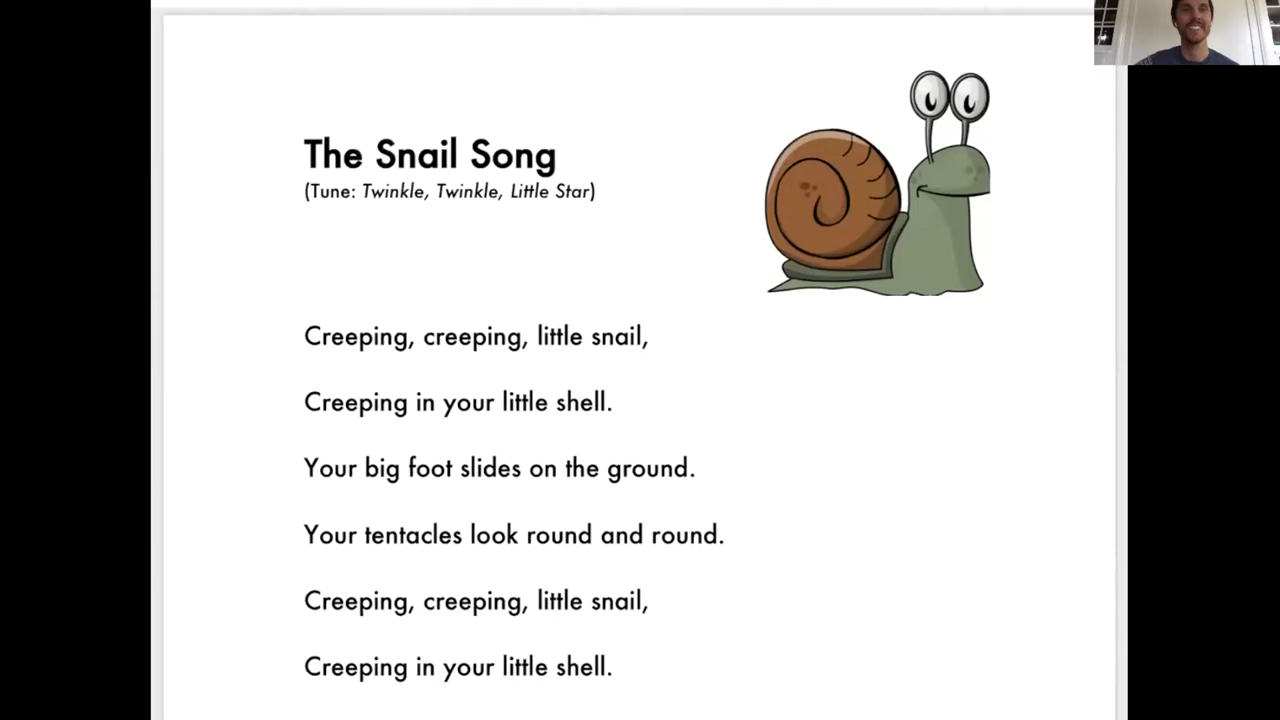 The Snail Song
(Tune: Twinkle, Twinkle, Little Star)
Creeping, creeping, little snail,
Creeping in your little shell.
Your big foot slides on the ground.
Your tentacles look round and round.
Creeping, creeping, little snail,
Creeping in your little shell.